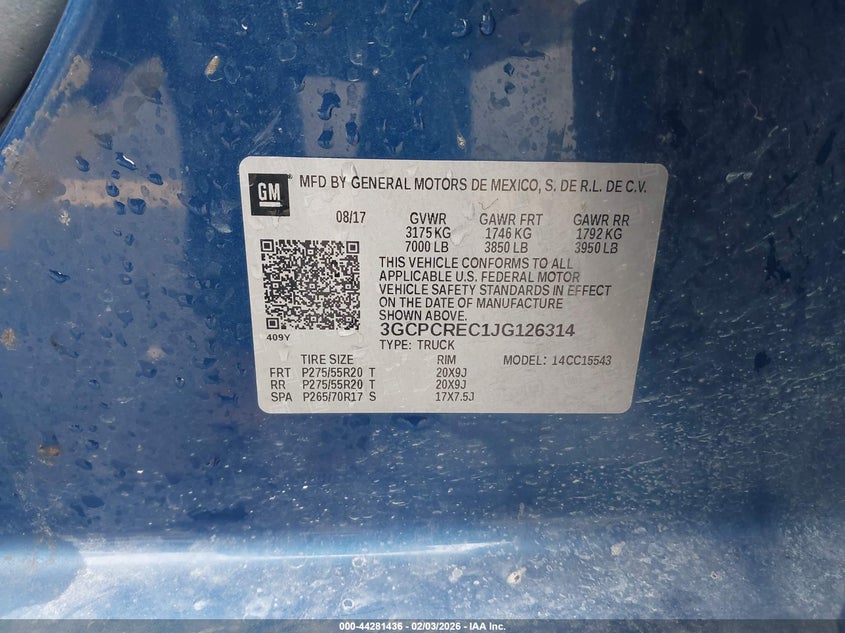 GM MFD BY GENERAL MOTORS DE MEXICO, S. DE R.L. DE C.V.
08/17 GVWR GAWR FRT GAWR RR
3175 KG 1746 KG 1792 KG
7000 LB 3850 LB 3950 LB
THIS VEHICLE CONFORMS TO ALL
APPLICABLE U.S. FEDERAL MOTOR
VEHICLE SAFETY STANDARDS IN EFFECT
ON THE DATE OF MANUFACTURE
SHOWN ABOVE.
3GCPCREC1JG126314
409Y
TYPE: TRUCK
TIRE SIZE RIM MODEL: 14CC15543
FRT P275/55R20 T 20X9J
RR P275/55R20 T 20X9J
SPA P265/70R17 S 17X7.5J
000-44281436 - 02/03/2026 - IAA Inc.